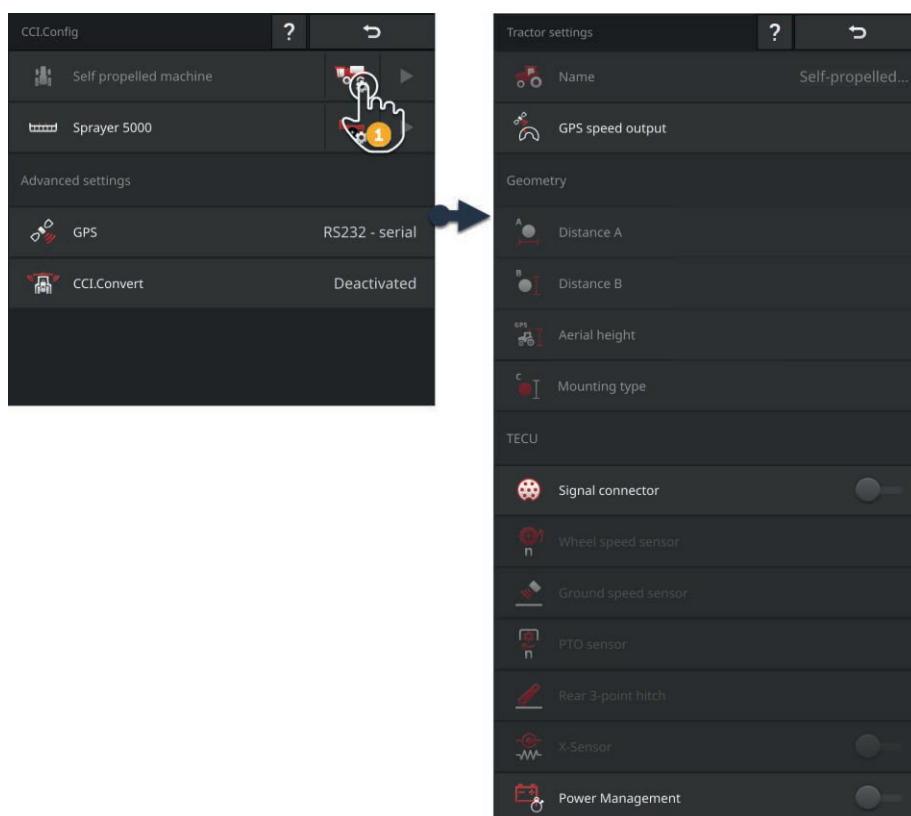 CCI.Config ?
Self propelled machine
Sprayer 5000
1
Advanced settings
GPS RS232 - serial
CCI.Convert Deactivated
Tractor settings ?
Name Self-propelled...
GPS speed output
Geometry
A
Distance A
B
Distance B
GPS
Aerial height
C
Mounting type
TECU
Signal connector
n
Wheel speed sensor
Ground speed sensor
n
PTO sensor
Rear 3-point hitch
X-Sensor
Power Management